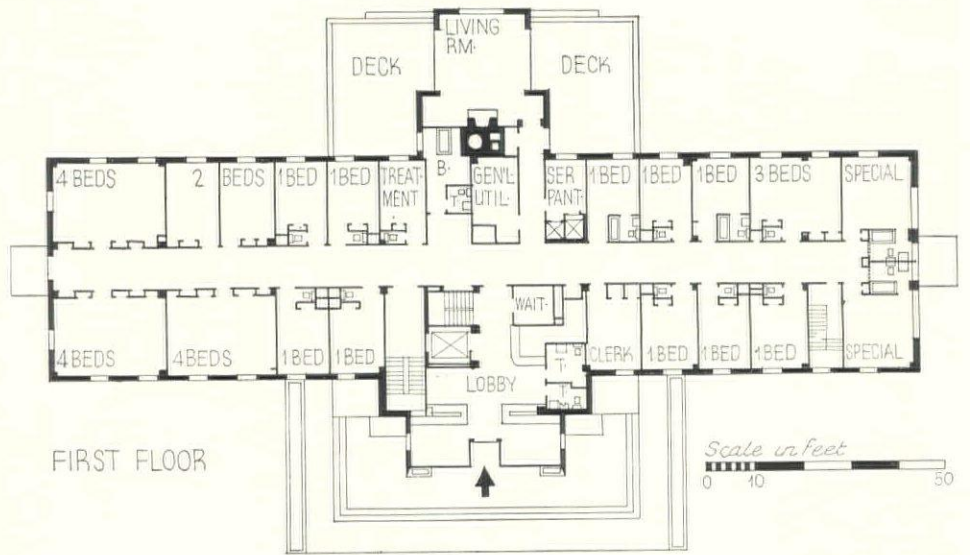 LIVING
RM.
DECK
DECK
4 BEDS
2 BEDS
1 BED
1 BED
TREAT-
MENT
B.
T.
GEN'L
UTIL.
SER
PANT.
1 BED
1 BED
1 BED
3 BEDS
SPECIAL
4 BEDS
4 BEDS
1 BED
1 BED
WAIT.
LOBBY
T.
T.
CLERK
1 BED
1 BED
1 BED
SPECIAL
FIRST FLOOR
Scale in feet
0 10 50